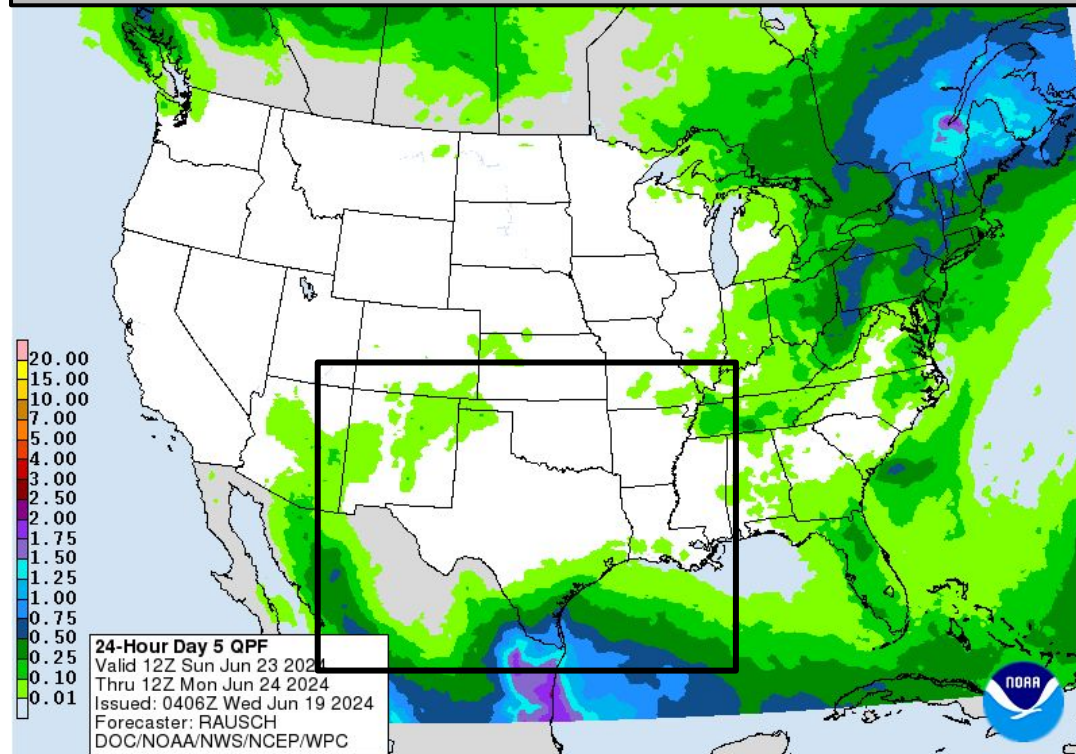 20.00
15.00
10.00
7.00
5.00
4.00
3.00
2.50
2.00
1.75
1.50
1.25
1.00
0.75
0.50
0.25
0.10
0.01
24-Hour Day 5 QPF
Valid 12Z Sun Jun 23 2024
Thru 12Z Mon Jun 24 2024
Issued: 0406Z Wed Jun 19 2024
Forecaster: RAUSCH
DOC/NOAA/NWS/NCEP/WPC
NOAA